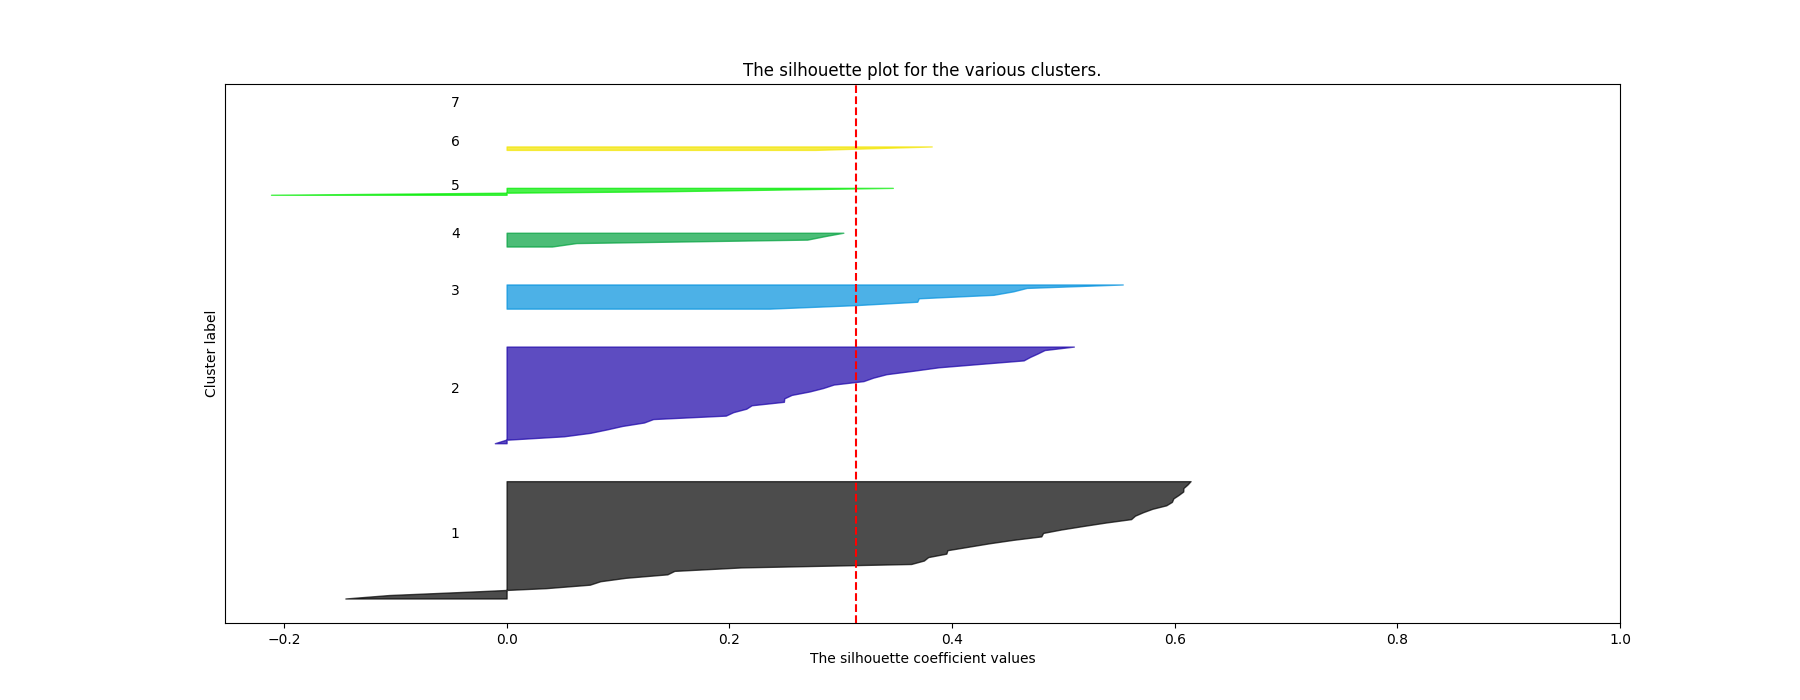 The silhouette plot for the various clusters.
7
6
5
4
3
2
1
Cluster label
−0.2 0.0 0.2 0.4 0.6 0.8 1.0
The silhouette coefficient values